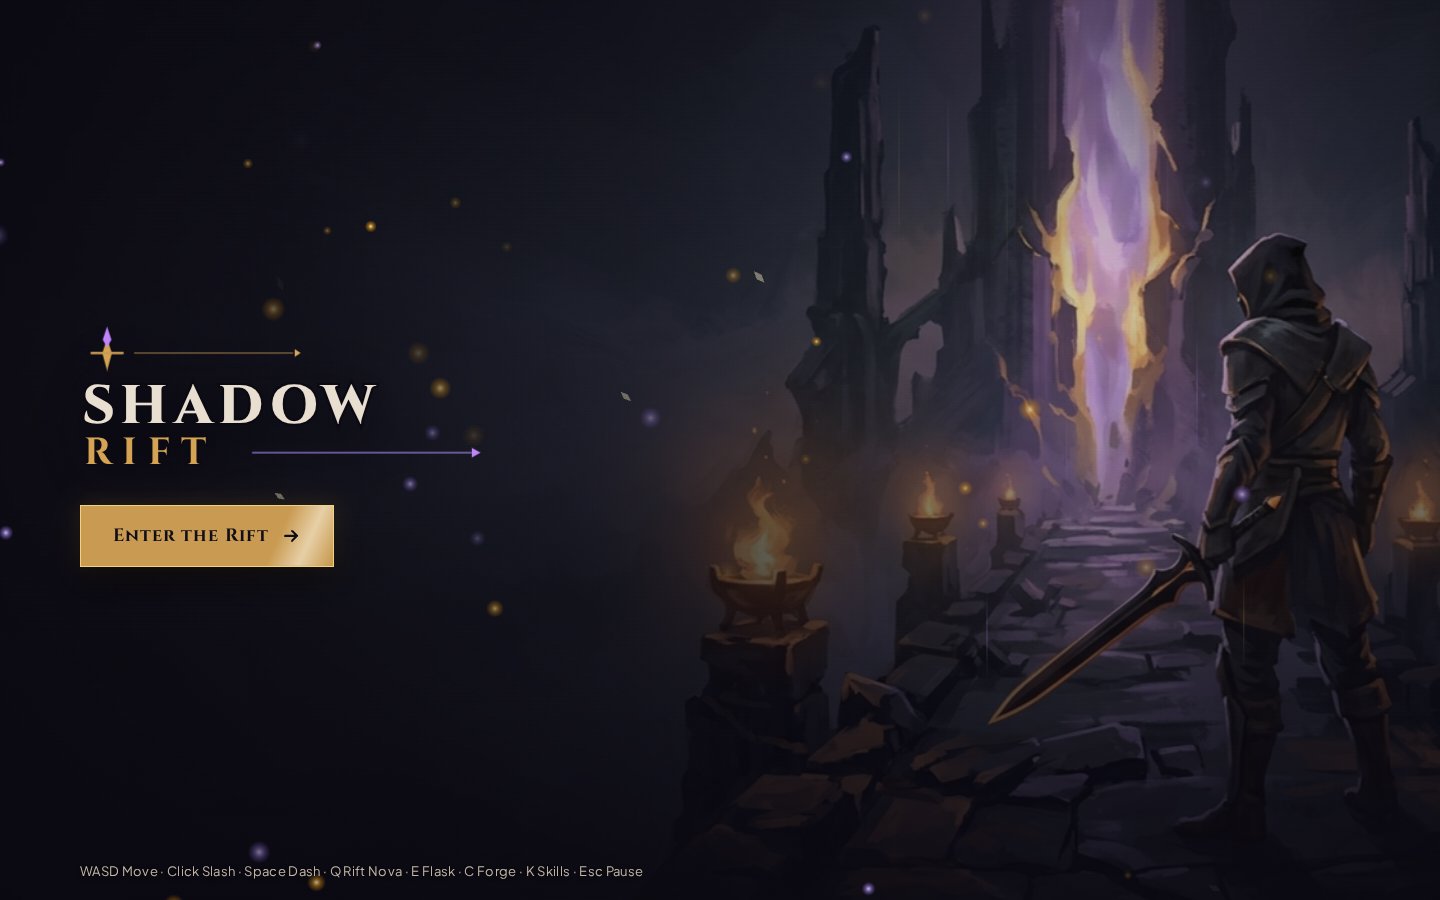 SHADOW
RIFT
Enter the Rift →
WASD Move · Click Slash · Space Dash · Q Rift Nova · E Flask · C Forge · K Skills · Esc Pause